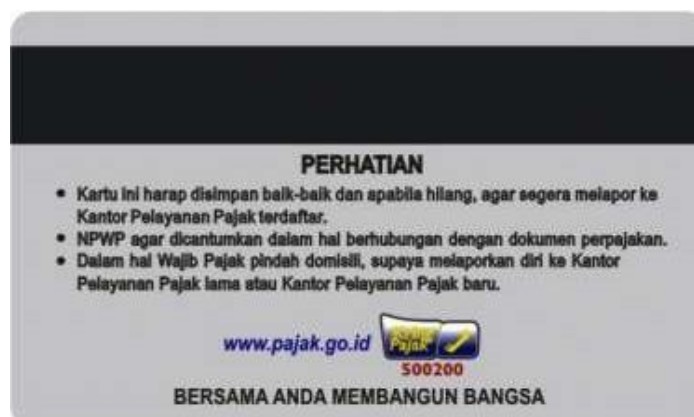 PERHATIAN
• Kartu ini harap disimpan baik-baik dan apabila hilang, agar segera melapor ke
Kantor Pelayanan Pajak terdaftar.
• NPWP agar dicantumkan dalam hal berhubungan dengan dokumen perpajakan.
• Dalam hal Wajib Pajak pindah domisili, supaya melaporkan diri ke Kantor
Pelayanan Pajak lama atau Kantor Pelayanan Pajak baru.
www.pajak.go.id
Kring
Pajak
500200
BERSAMA ANDA MEMBANGUN BANGSA